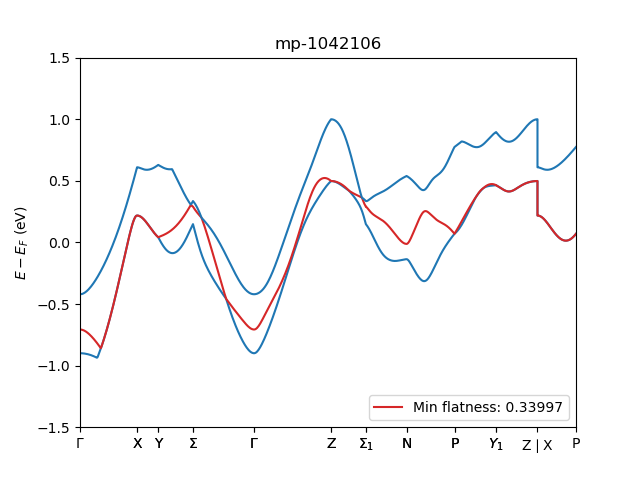 mp-1042106
E − E_F (eV)
1.5
1.0
0.5
0.0
−0.5
−1.0
−1.5
Min flatness: 0.33997
Γ X Y Σ Γ Z Σ₁ N P Y₁ Z | X P